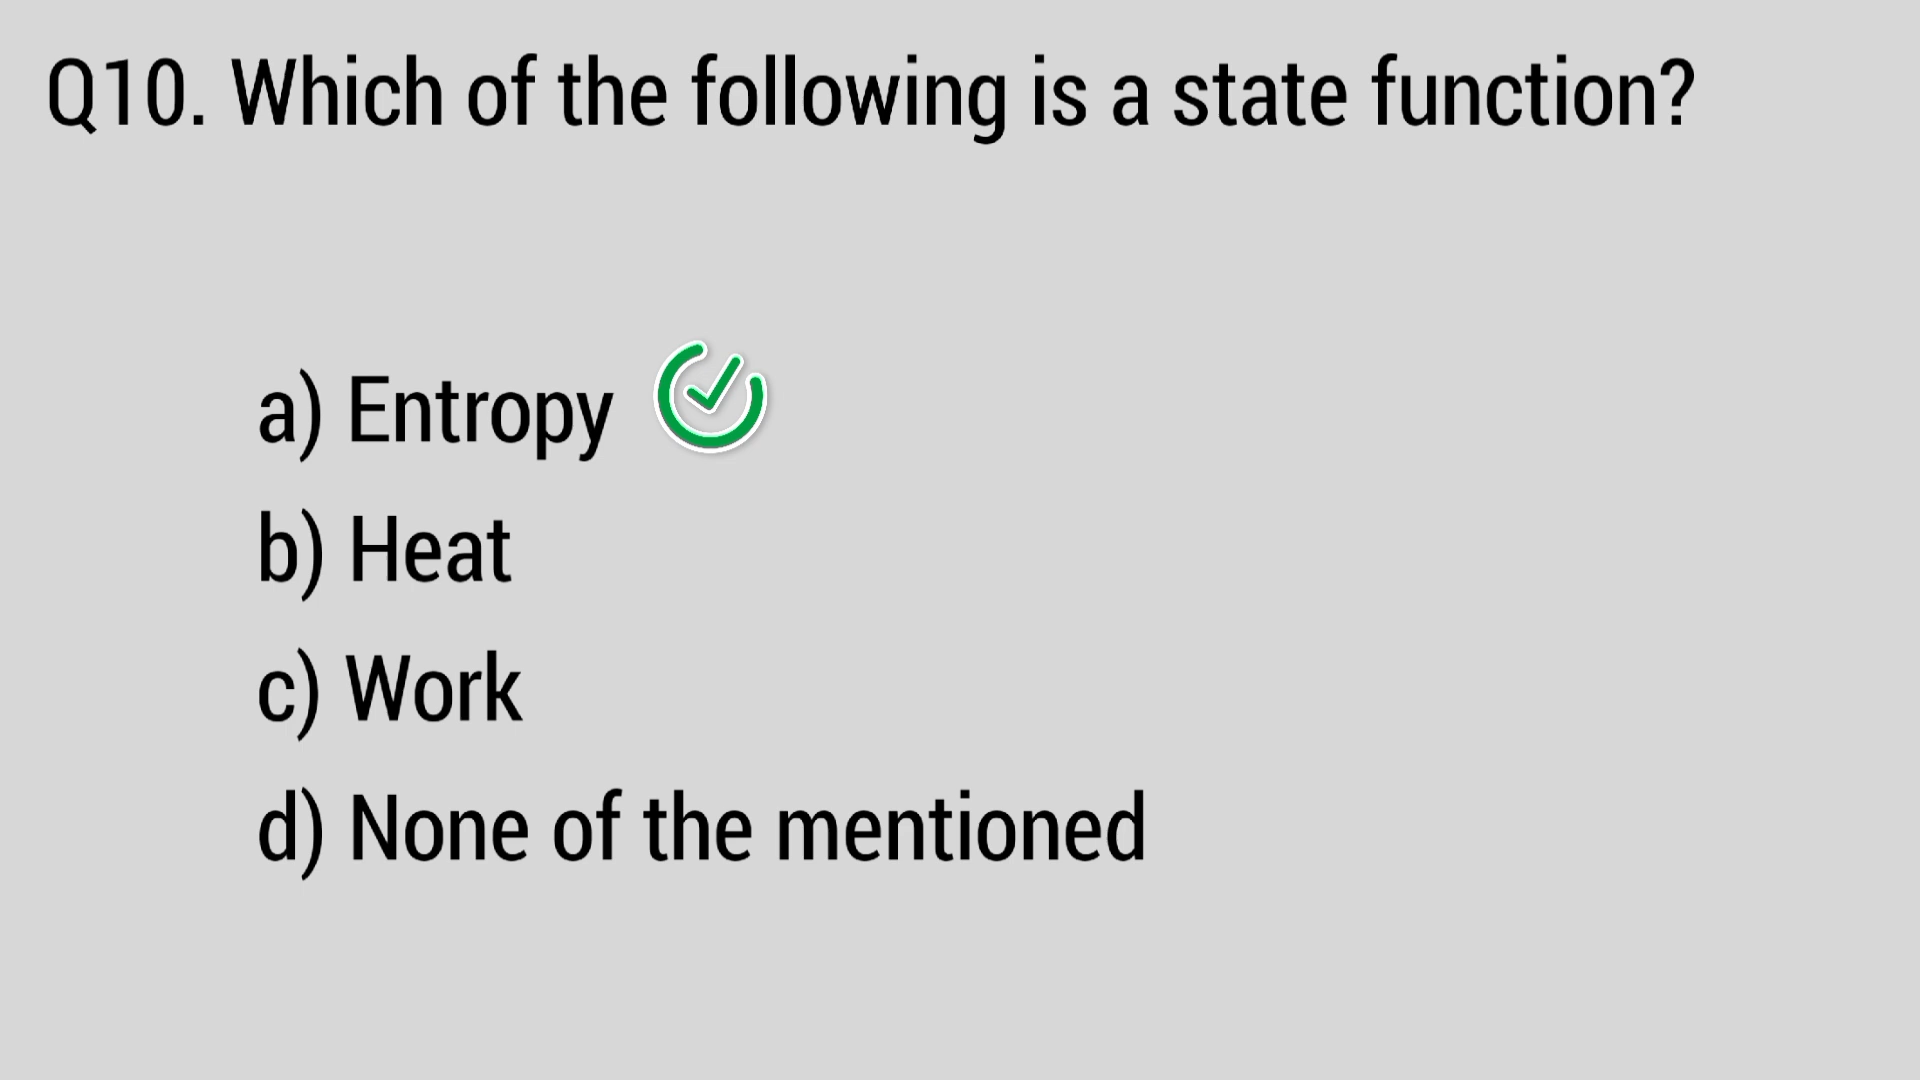 Q10. Which of the following is a state function?
a) Entropy
b) Heat
c) Work
d) None of the mentioned